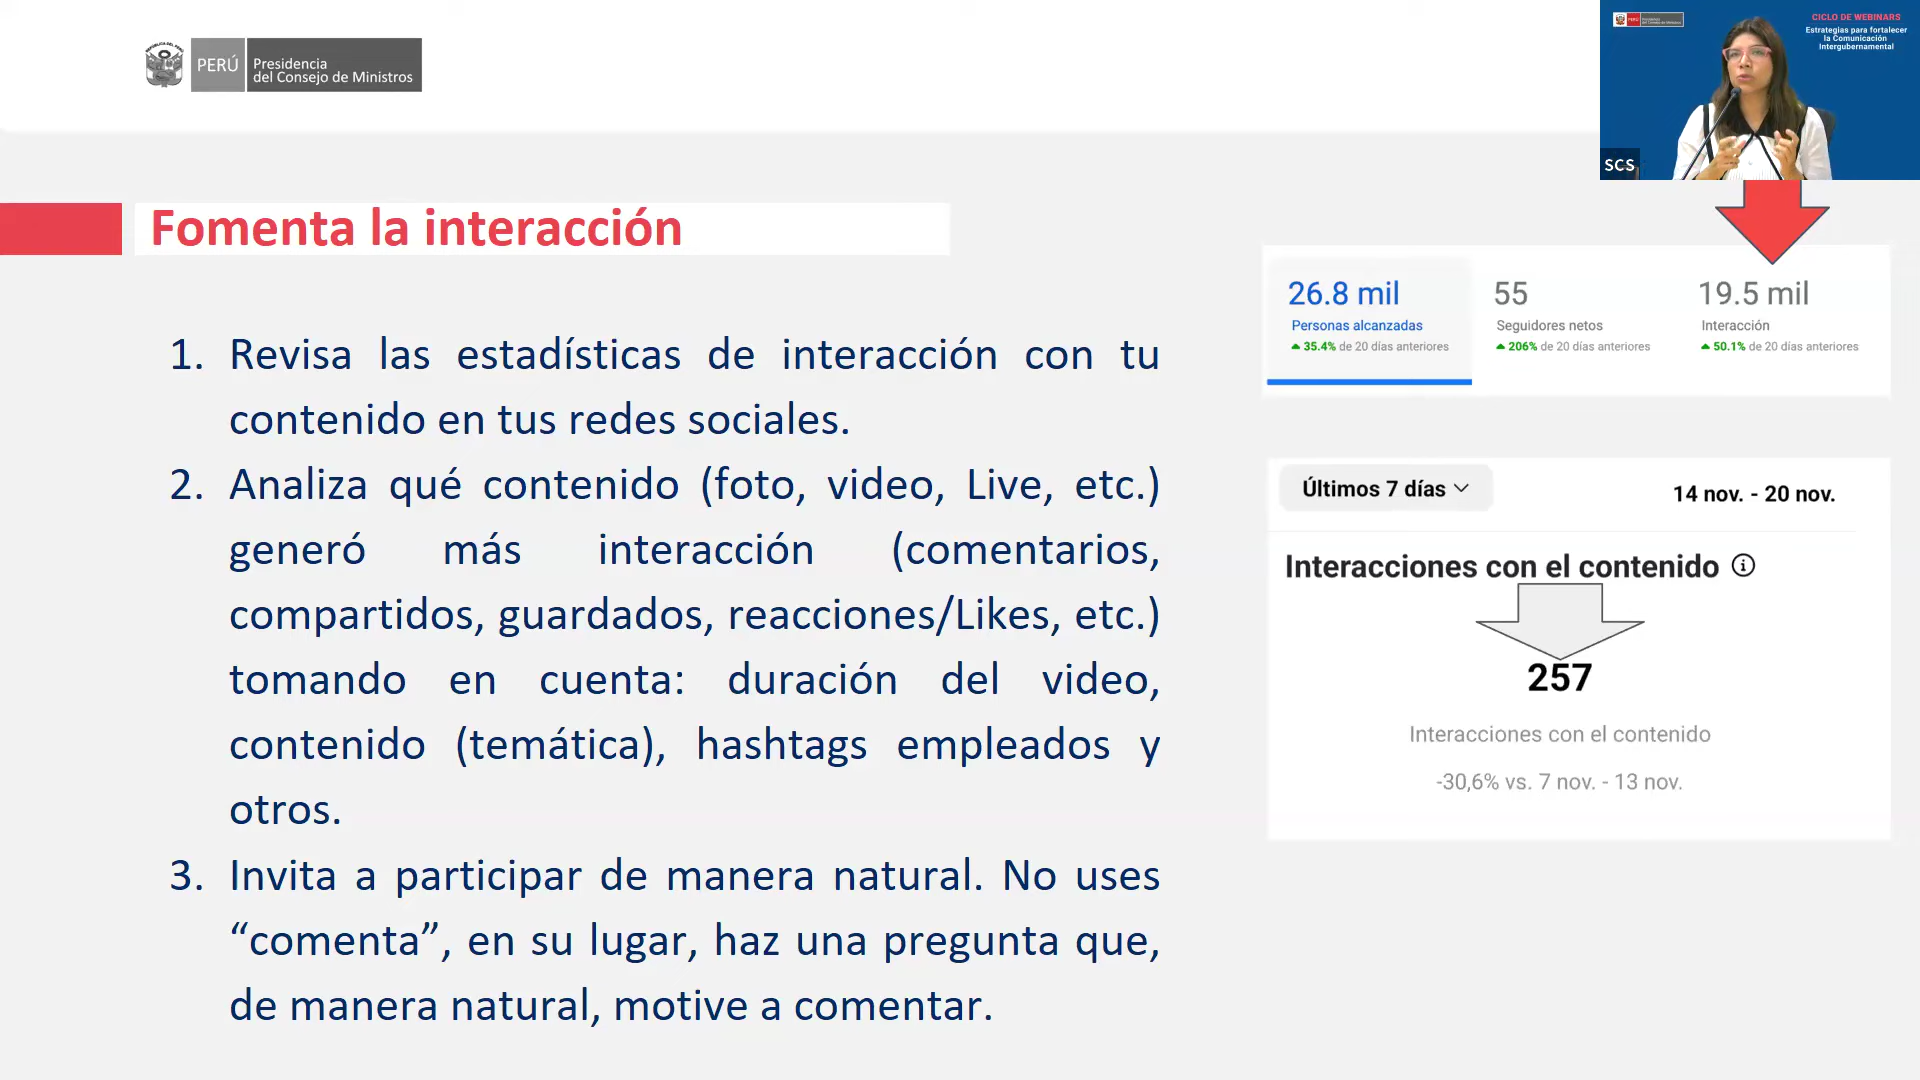 PERÚ
Presidencia
del Consejo de Ministros
CICLO DE WEBINARS
Estrategias para fortalecer
la Comunicación
Intergubernamental
SCS
Fomenta la interacción
1. Revisa las estadísticas de interacción con tu
contenido en tus redes sociales.
2. Analiza qué contenido (foto, video, Live, etc.)
generó más interacción (comentarios,
compartidos, guardados, reacciones/Likes, etc.)
tomando en cuenta: duración del video,
contenido (temática), hashtags empleados y
otros.
3. Invita a participar de manera natural. No uses
“comenta”, en su lugar, haz una pregunta que,
de manera natural, motive a comentar.
26.8 mil
Personas alcanzadas
35.4% de 20 días anteriores
55
Seguidores netos
206% de 20 días anteriores
19.5 mil
Interacción
50.1% de 20 días anteriores
Últimos 7 días
14 nov. - 20 nov.
Interacciones con el contenido
257
Interacciones con el contenido
-30,6% vs. 7 nov. - 13 nov.